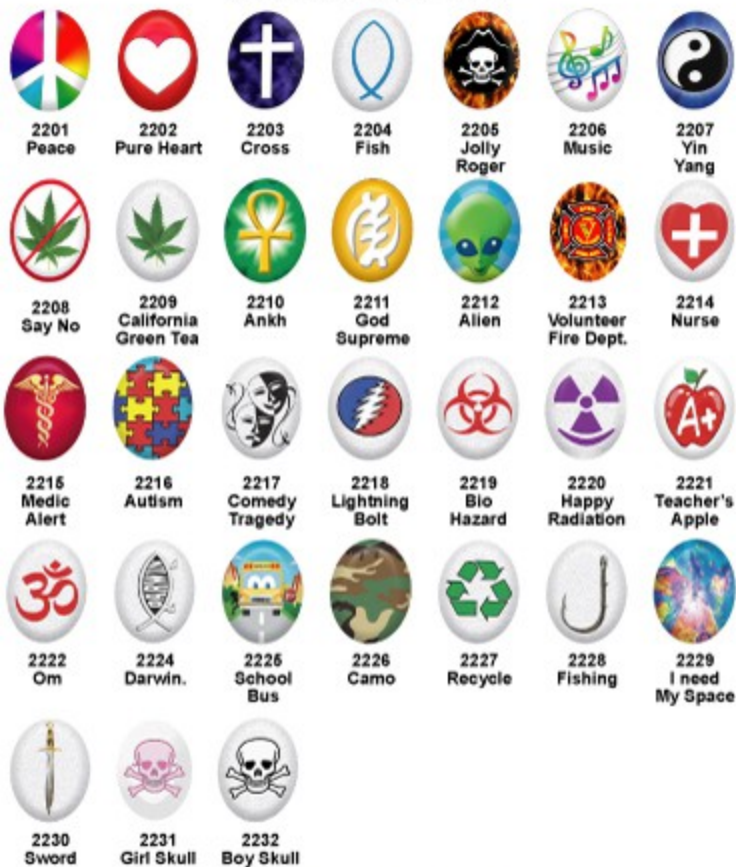 2201
Peace
2202
Pure Heart
2203
Cross
2204
Fish
2205
Jolly
Roger
2206
Music
2207
Yin
Yang
2208
Say No
2209
California
Green Tea
2210
Ankh
2211
God
Supreme
2212
Alien
2213
Volunteer
Fire Dept.
2214
Nurse
2215
Medic
Alert
2216
Autism
2217
Comedy
Tragedy
2218
Lightning
Bolt
2219
Bio
Hazard
2220
Happy
Radiation
A+
2221
Teacher's
Apple
ॐ
2222
Om
2224
Darwin.
2225
School
Bus
2226
Camo
2227
Recycle
2228
Fishing
2229
I need
My Space
2230
Sword
2231
Girl Skull
2232
Boy Skull